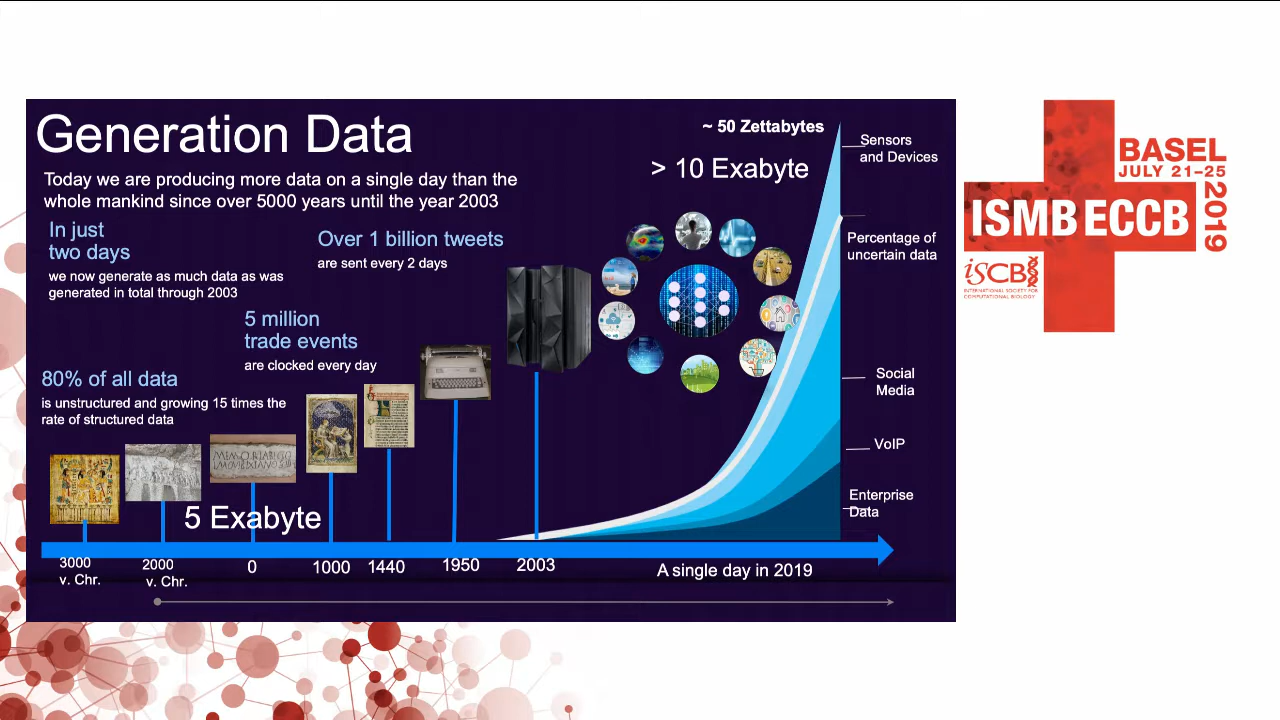 Generation Data
Today we are producing more data on a single day than the
whole mankind since over 5000 years until the year 2003
In just
two days
we now generate as much data as was
generated in total through 2003
Over 1 billion tweets
are sent every 2 days
5 million
trade events
are clocked every day
80% of all data
is unstructured and growing 15 times the
rate of structured data
5 Exabyte
~ 50 Zettabytes
> 10 Exabyte
Sensors
and Devices
Percentage of
uncertain data
Social
Media
VoIP
Enterprise
Data
3000
v. Chr.
2000
v. Chr.
0
1000
1440
1950
2003
A single day in 2019
BASEL
JULY 21–25
2019
ISMB ECCB
iSCB
INTERNATIONAL SOCIETY FOR
COMPUTATIONAL BIOLOGY